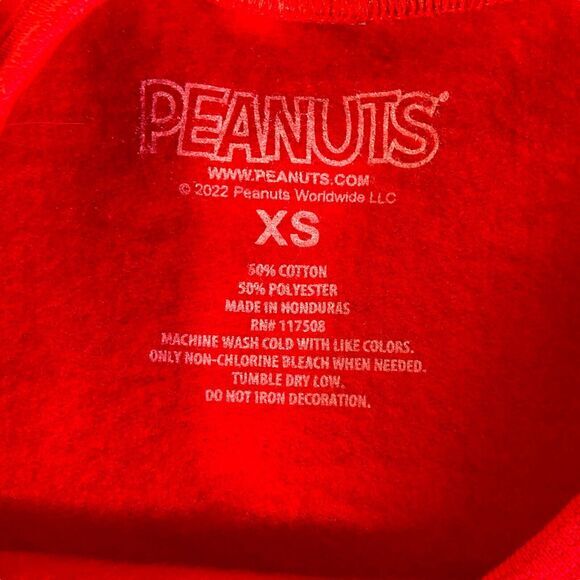 PEANUTS®
WWW.PEANUTS.COM
© 2022 Peanuts Worldwide LLC
XS
50% COTTON
50% POLYESTER
MADE IN HONDURAS
RN# 117508
MACHINE WASH COLD WITH LIKE COLORS.
ONLY NON-CHLORINE BLEACH WHEN NEEDED.
TUMBLE DRY LOW.
DO NOT IRON DECORATION.